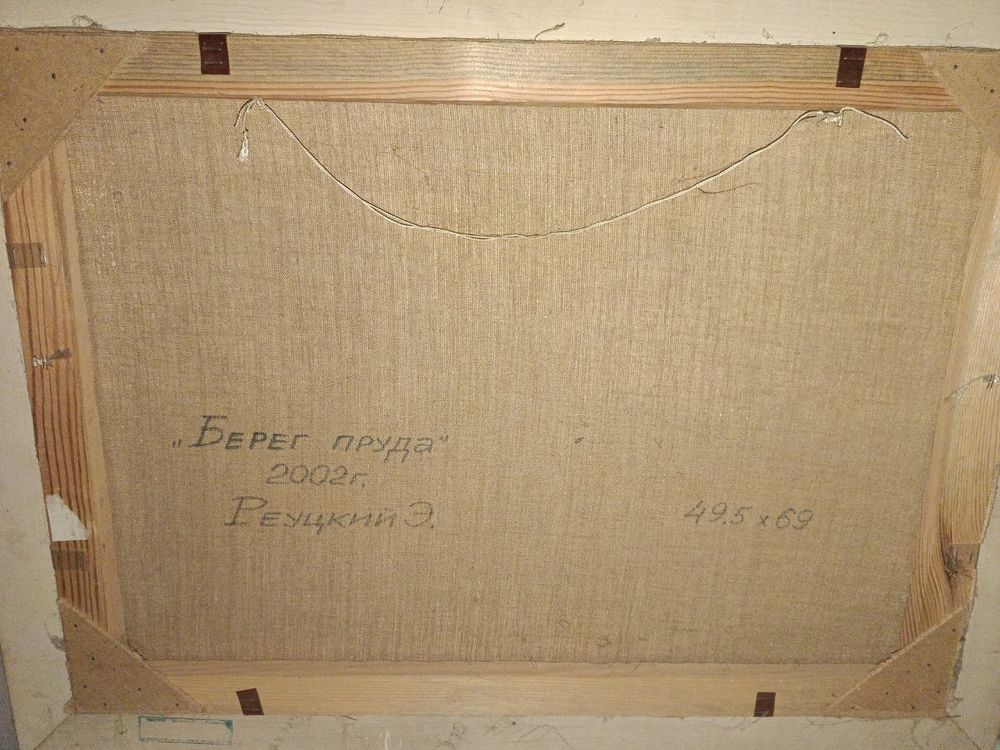 „Берег пруда"
2002г.
Реуцкий Э.
49.5 x 69